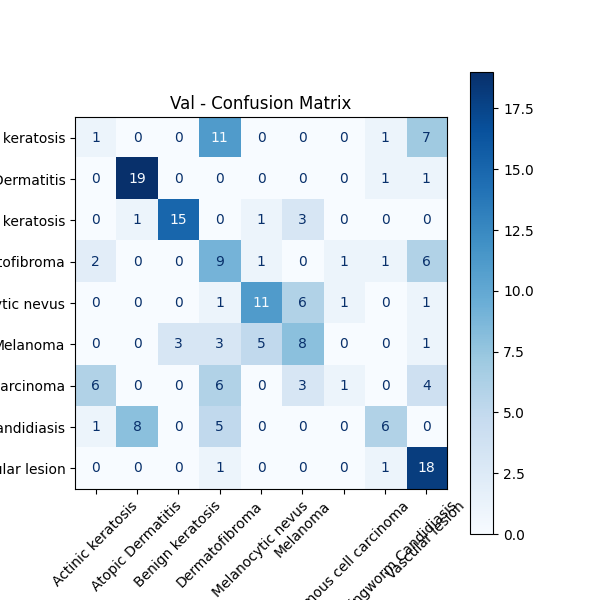 Val - Confusion Matrix
keratosis 1 0 0 11 0 0 0 1 7
Dermatitis 0 19 0 0 0 0 0 1 1
keratosis 0 1 15 0 1 3 0 0 0
tofibroma 2 0 0 9 1 0 1 1 6
tic nevus 0 0 0 1 11 6 1 0 1
Melanoma 0 0 3 3 5 8 0 0 1
arcinoma 6 0 0 6 0 3 1 0 4
andidiasis 1 8 0 5 0 0 0 6 0
lar lesion 0 0 0 1 0 0 0 1 18
Actinic keratosis
Atopic Dermatitis
Benign keratosis
Dermatofibroma
Melanocytic nevus
Melanoma
mous cell carcinoma
ngworm Candidiasis
Vascular lesion
17.5
15.0
12.5
10.0
7.5
5.0
2.5
0.0